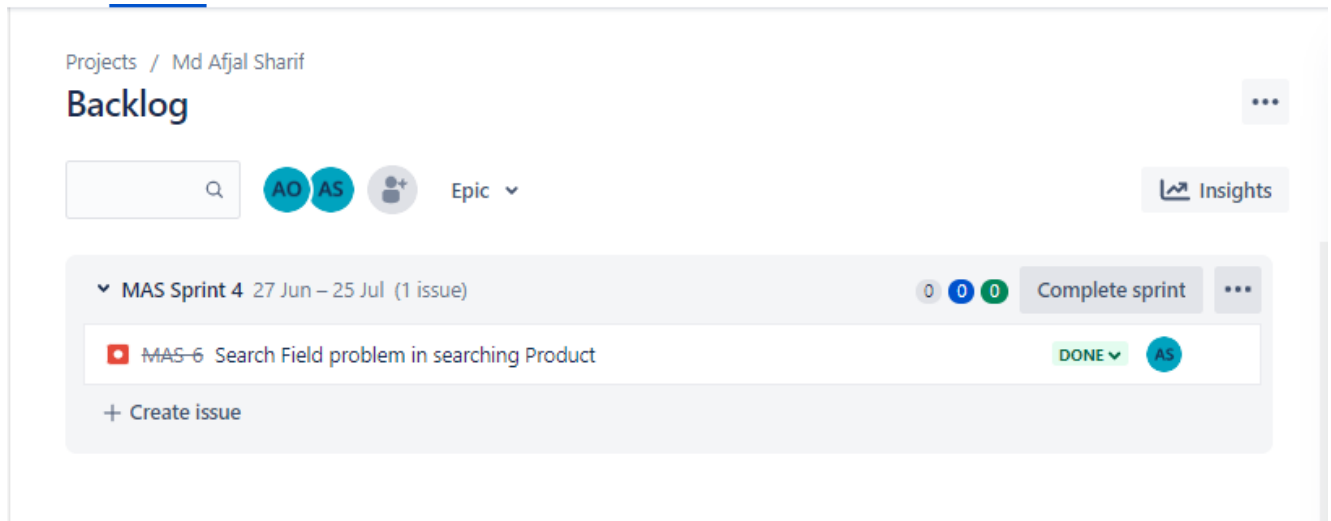 Projects / Md Afjal Sharif
Backlog
AO AS Epic Insights
MAS Sprint 4 27 Jun – 25 Jul (1 issue) 0 0 0 Complete sprint
MAS-6 Search Field problem in searching Product DONE AS
+ Create issue